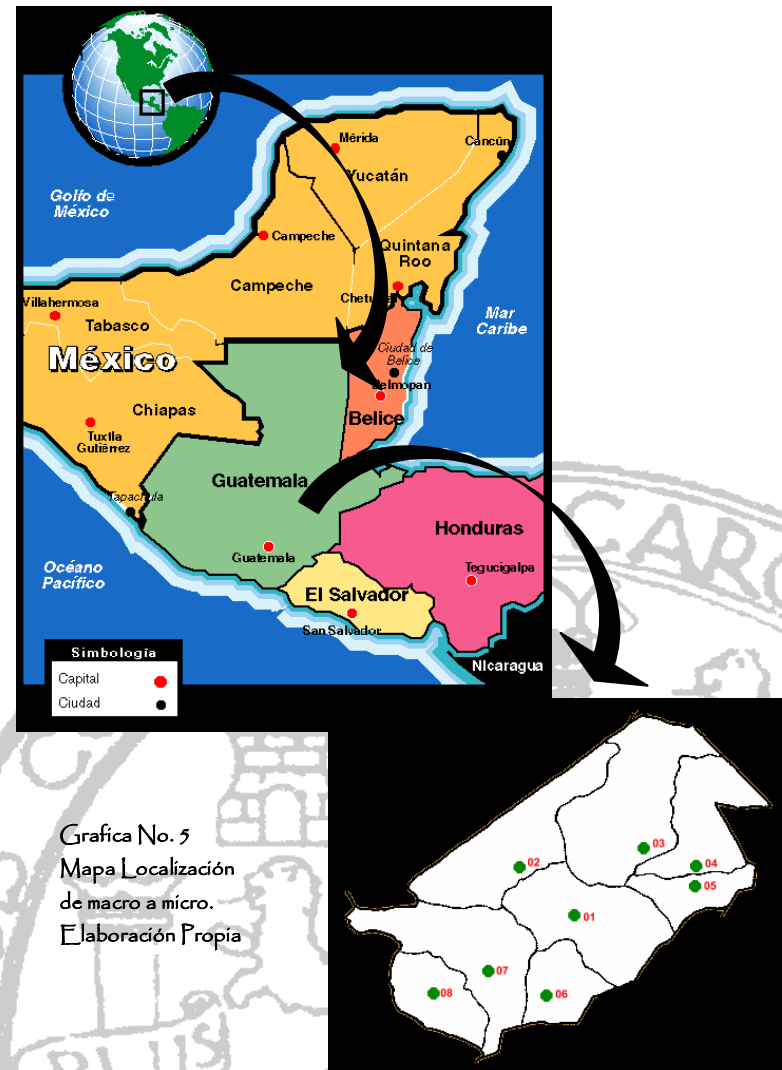 Mérida
Cancún
Yucatán
Golfo de
México
Campeche
Quintana
Roo
Campeche
Villahermosa
Mar
Caribe
Tabasco
México
Ciudad de
Belice
Chiapas
Belice
Tuxtla
Gutiérrez
Guatemala
Tapachula
Honduras
Guatemala
Océano
Pacífico
Tegucigalpa
El Salvador
San Salvador
Nicaragua
Simbología
Capital
Ciudad
CARO
PLUS
Grafica No. 5
Mapa Localización
de macro a micro.
Elaboración Propia
03
02
04
05
01
07
08
06